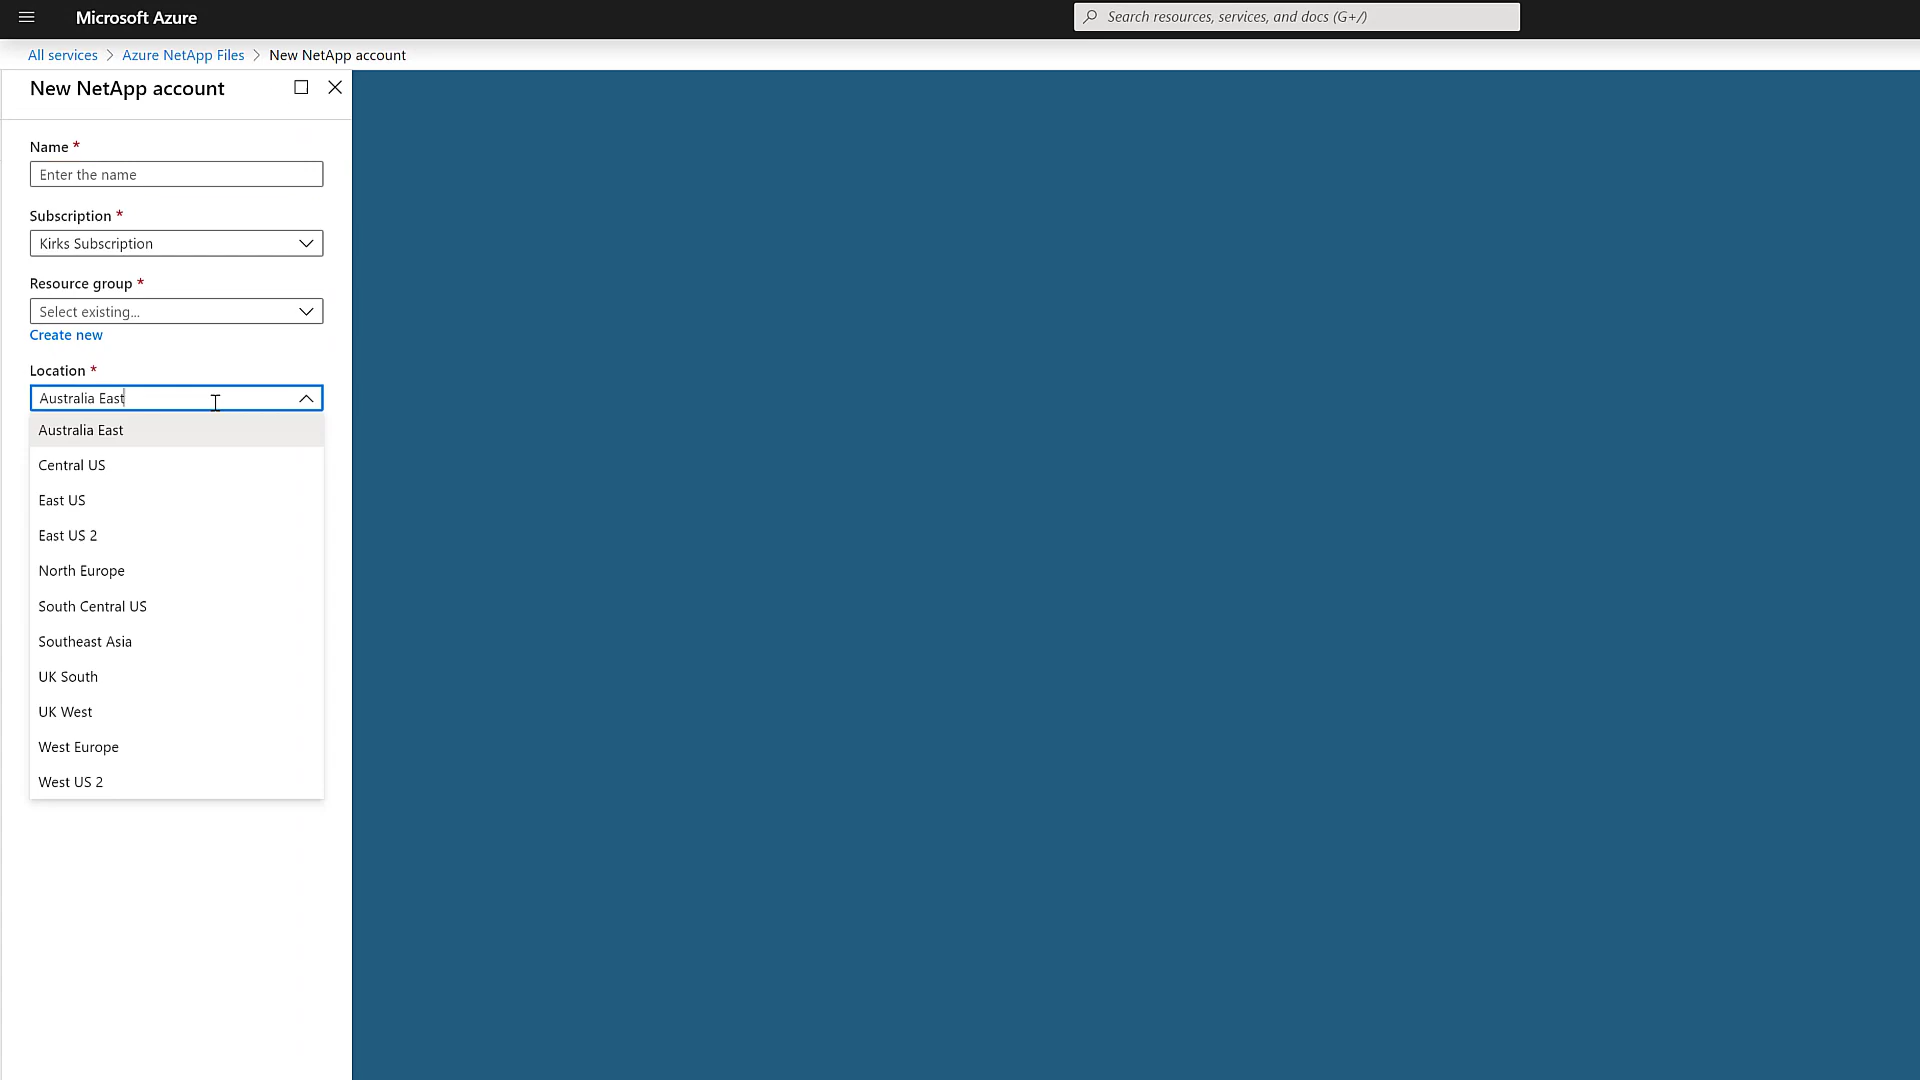 Microsoft Azure
Search resources, services, and docs (G+/)
All services > Azure NetApp Files > New NetApp account
New NetApp account
Name *
Enter the name
Subscription *
Kirks Subscription
Resource group *
Select existing...
Create new
Location *
Australia East
Australia East
Central US
East US
East US 2
North Europe
South Central US
Southeast Asia
UK South
UK West
West Europe
West US 2